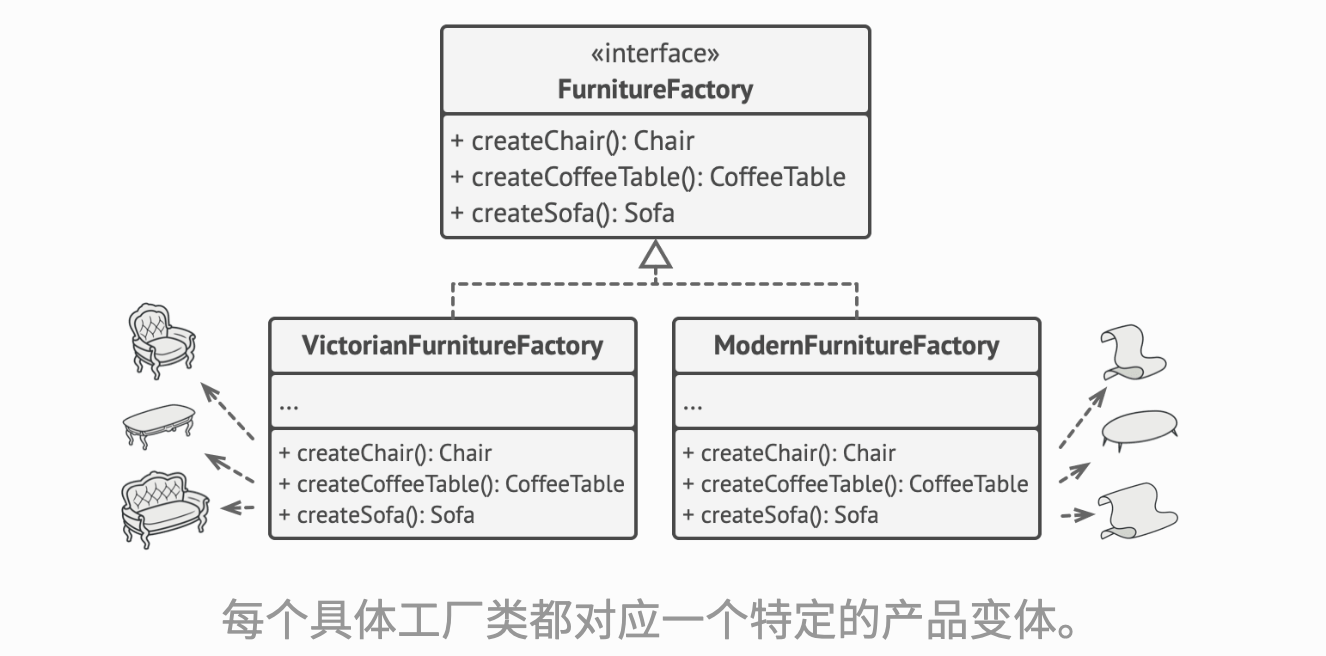 «interface»
FurnitureFactory
+ createChair(): Chair
+ createCoffeeTable(): CoffeeTable
+ createSofa(): Sofa
VictorianFurnitureFactory
...
+ createChair(): Chair
+ createCoffeeTable(): CoffeeTable
+ createSofa(): Sofa
ModernFurnitureFactory
...
+ createChair(): Chair
+ createCoffeeTable(): CoffeeTable
+ createSofa(): Sofa
每个具体工厂类都对应一个特定的产品变体。